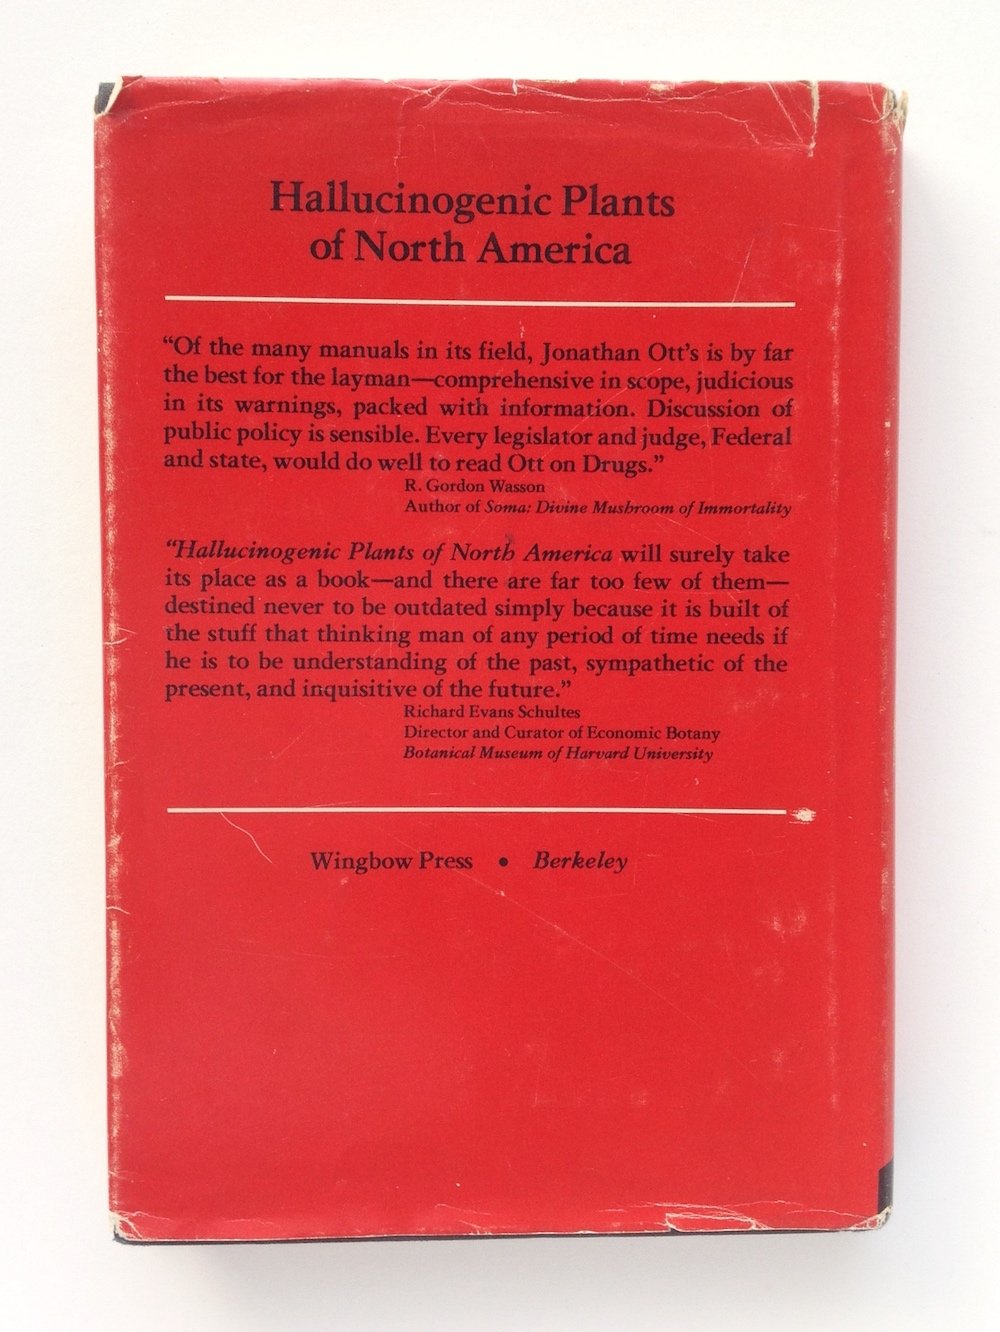 Hallucinogenic Plants
of North America
“Of the many manuals in its field, Jonathan Ott's is by far
the best for the layman—comprehensive in scope, judicious
in its warnings, packed with information. Discussion of
public policy is sensible. Every legislator and judge, Federal
and state, would do well to read Ott on Drugs.”
R. Gordon Wasson
Author of Soma: Divine Mushroom of Immortality
“Hallucinogenic Plants of North America will surely take
its place as a book—and there are far too few of them—
destined never to be outdated simply because it is built of
the stuff that thinking man of any period of time needs if
he is to be understanding of the past, sympathetic of the
present, and inquisitive of the future.”
Richard Evans Schultes
Director and Curator of Economic Botany
Botanical Museum of Harvard University
Wingbow Press • Berkeley